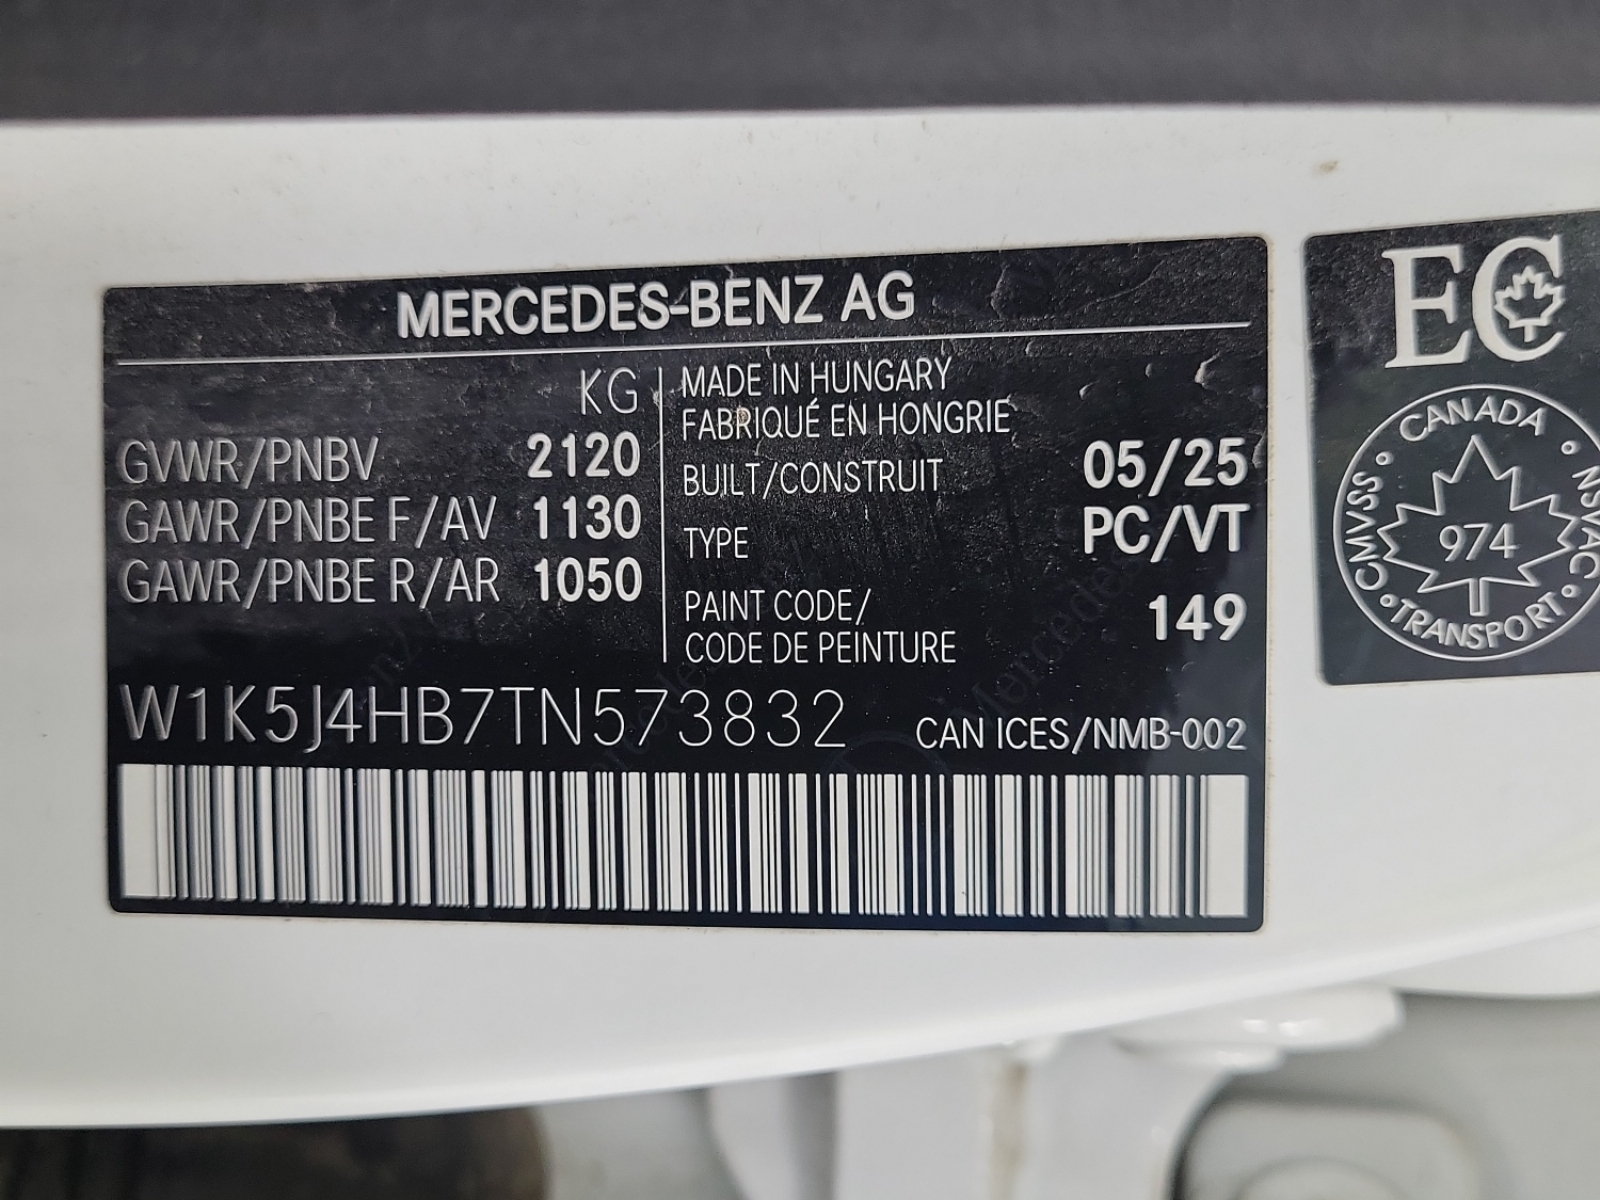 MERCEDES-BENZ AG
KG
GVWR/PNBV 2120
GAWR/PNBE F/AV 1130
GAWR/PNBE R/AR 1050
MADE IN HUNGARY
FABRIQUÉ EN HONGRIE
BUILT/CONSTRUIT 05/25
TYPE PC/VT
PAINT CODE/
CODE DE PEINTURE 149
W1K5J4HB7TN573832 CAN ICES/NMB-002
EC
CANADA
CMVSS • NSVAC
974
TRANSPORT